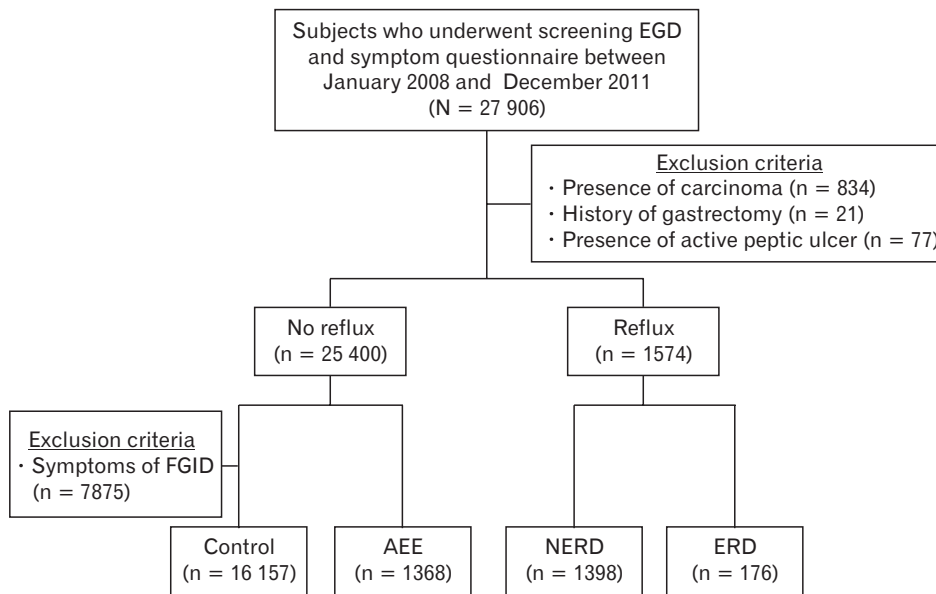 Subjects who underwent screening EGD
and symptom questionnaire between
January 2008 and December 2011
(N = 27 906)
Exclusion criteria
· Presence of carcinoma (n = 834)
· History of gastrectomy (n = 21)
· Presence of active peptic ulcer (n = 77)
No reflux
(n = 25 400)
Reflux
(n = 1574)
Exclusion criteria
· Symptoms of FGID
(n = 7875)
Control
(n = 16 157)
AEE
(n = 1368)
NERD
(n = 1398)
ERD
(n = 176)